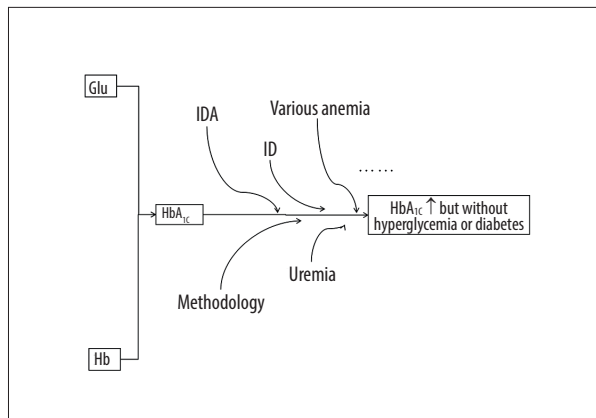 Glu
IDA
Various anemia
ID
... ...
HbA1C
HbA1C ↑ but without
hyperglycemia or diabetes
Uremia
Methodology
Hb